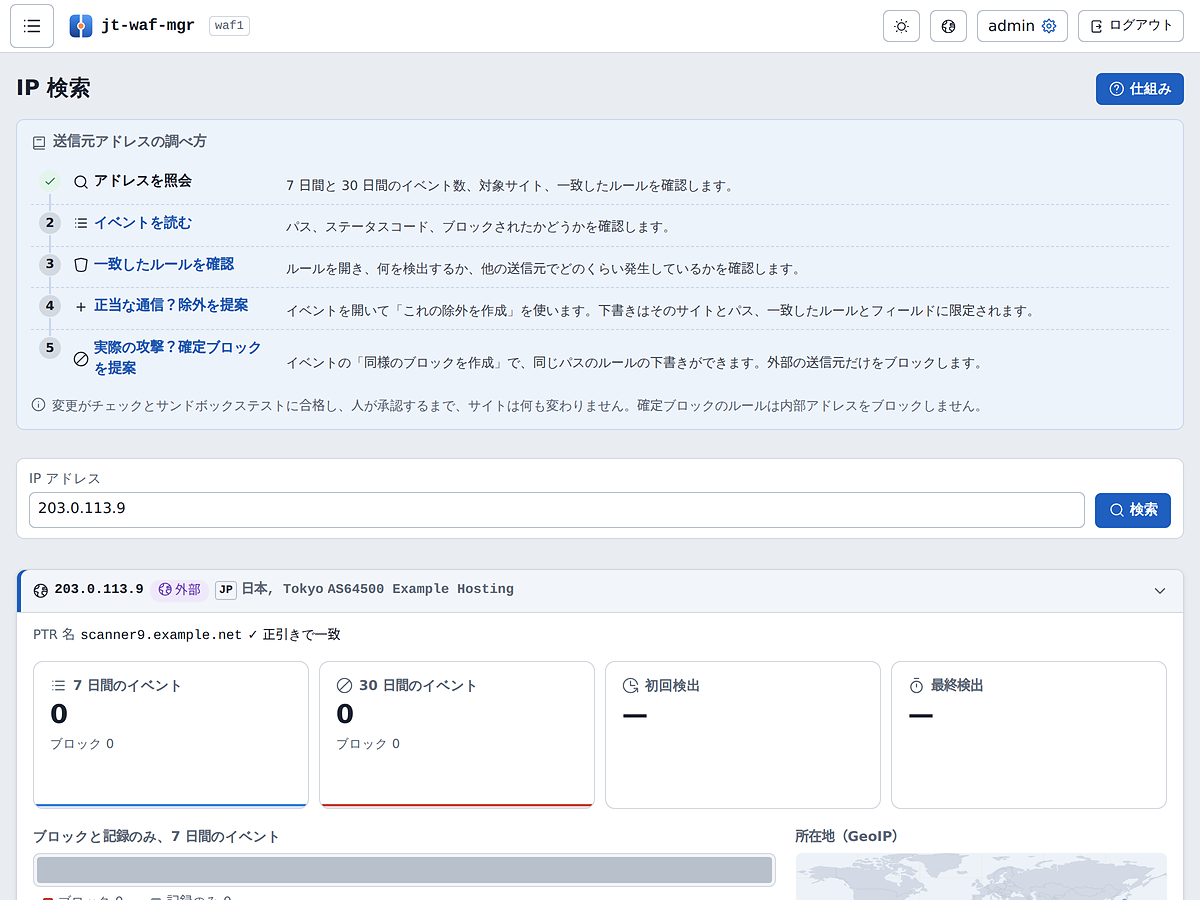 jt-waf-mgr waf1 admin ログアウト
IP 検索
仕組み
送信元アドレスの調べ方
アドレスを照会 7 日間と 30 日間のイベント数、対象サイト、一致したルールを確認します。
2 イベントを読む パス、ステータスコード、ブロックされたかどうかを確認します。
3 一致したルールを確認 ルールを開き、何を検出するか、他の送信元でどのくらい発生しているかを確認します。
4 正当な通信？除外を提案 イベントを開いて「これの除外を作成」を使います。下書きはそのサイトとパス、一致したルールとフィールドに限定されます。
5 実際の攻撃？確定ブロック
を提案
イベントの「同様のブロックを作成」で、同じパスのルールの下書きができます。外部の送信元だけをブロックします。
変更がチェックとサンドボックステストに合格し、人が承認するまで、サイトは何も変わりません。確定ブロックのルールは内部アドレスをブロックしません。
IP アドレス
203.0.113.9
検索
203.0.113.9 外部 JP 日本, Tokyo AS64500 Example Hosting
PTR 名 scanner9.example.net ✓ 正引きで一致
7 日間のイベント
0
ブロック 0
30 日間のイベント
0
ブロック 0
初回検出
—
最終検出
—
ブロックと記録のみ、7 日間のイベント
所在地（GeoIP）
ブロック 0 記録のみ 0